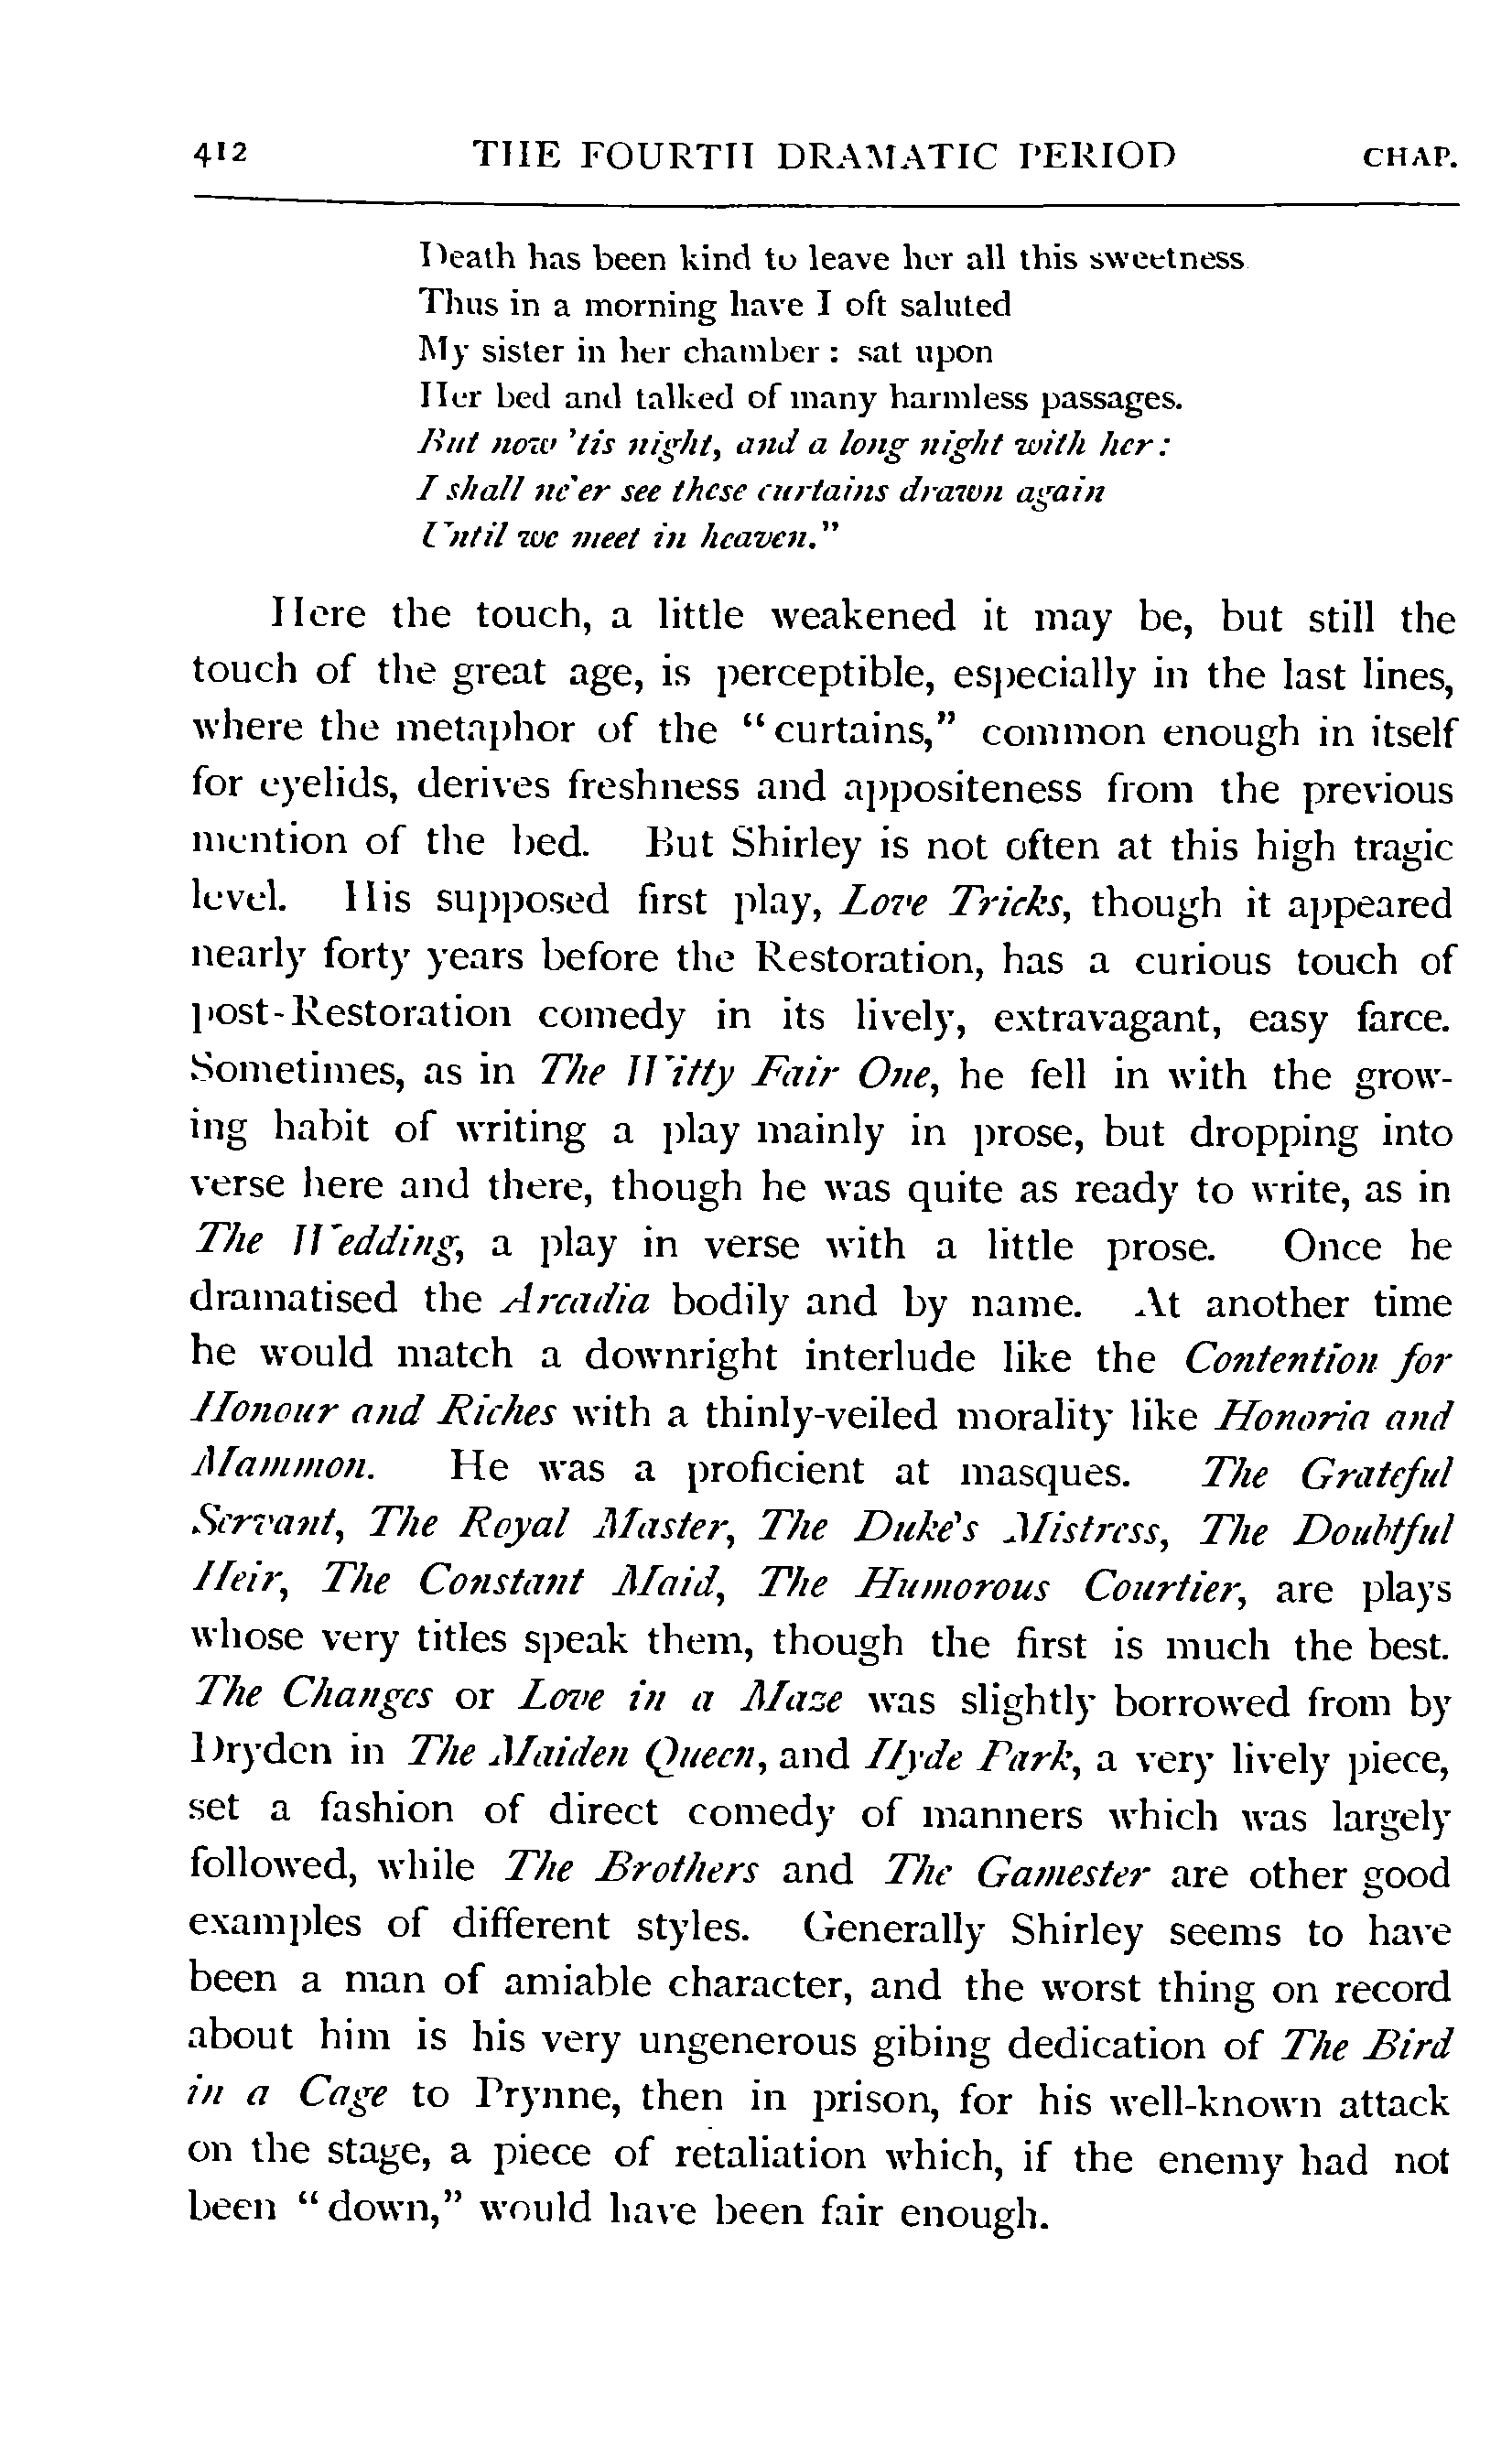 412 THE FOURTH DRAMATIC PERIOD CHAP.
Death has been kind to leave her all this sweetness
Thus in a morning have I oft saluted
My sister in her chamber : sat upon
Her bed and talked of many harmless passages.
But now 'tis night, and a long night with her :
I shall ne'er see these curtains drawn again
Until we meet in heaven."
Here the touch, a little weakened it may be, but still the
touch of the great age, is perceptible, especially in the last lines,
where the metaphor of the "curtains," common enough in itself
for eyelids, derives freshness and appositeness from the previous
mention of the bed. But Shirley is not often at this high tragic
level. His supposed first play, Love Tricks, though it appeared
nearly forty years before the Restoration, has a curious touch of
post-Restoration comedy in its lively, extravagant, easy farce.
Sometimes, as in The Witty Fair One, he fell in with the grow-
ing habit of writing a play mainly in prose, but dropping into
verse here and there, though he was quite as ready to write, as in
The Wedding, a play in verse with a little prose. Once he
dramatised the Arcadia bodily and by name. At another time
he would match a downright interlude like the Contention for
Honour and Riches with a thinly-veiled morality like Honoria and
Mammon. He was a proficient at masques. The Grateful
Servant, The Royal Master, The Duke's Mistress, The Doubtful
Heir, The Constant Maid, The Humorous Courtier, are plays
whose very titles speak them, though the first is much the best.
The Changes or Love in a Maze was slightly borrowed from by
Dryden in The Maiden Queen, and Hyde Park, a very lively piece,
set a fashion of direct comedy of manners which was largely
followed, while The Brothers and The Gamester are other good
examples of different styles. Generally Shirley seems to have
been a man of amiable character, and the worst thing on record
about him is his very ungenerous gibing dedication of The Bird
in a Cage to Prynne, then in prison, for his well-known attack
on the stage, a piece of retaliation which, if the enemy had not
been "down," would have been fair enough.